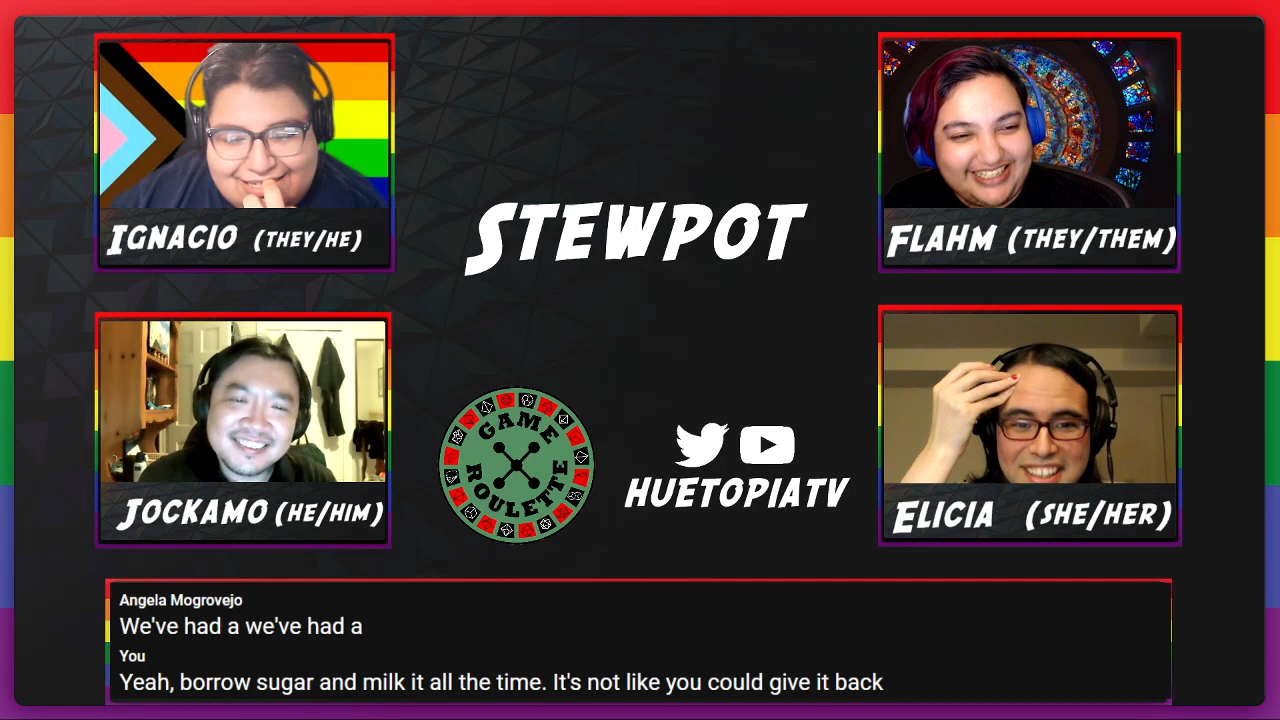 IGNACIO (THEY/HE)
FLAHM (THEY/THEM)
STEWPOT
JOCKAMO (HE/HIM)
GAME
ROULETTE
HUETOPIATV
ELICIA (SHE/HER)
Angela Mogrovejo
We've had a we've had a
You
Yeah, borrow sugar and milk it all the time. It's not like you could give it back